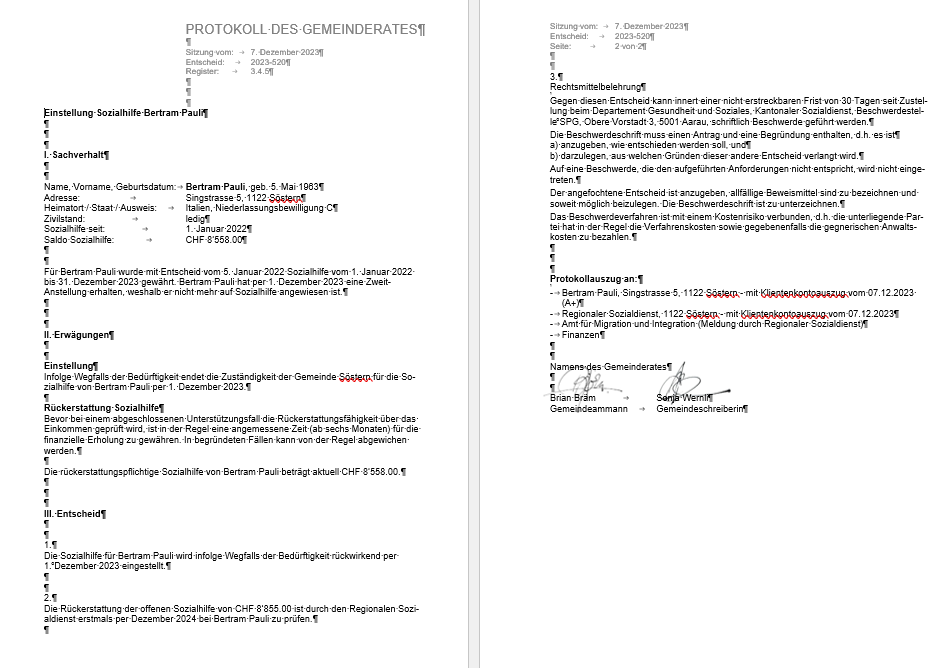 PROTOKOLL DES GEMEINDERATES¶
¶
Sitzung vom: → 7. Dezember 2023¶
Entscheid: → 2023-520¶
Register: → 3.4.5¶
¶
¶
¶
Einstellung Sozialhilfe Bertram Pauli¶
¶
¶
¶
I. Sachverhalt¶
¶
¶
Name, Vorname, Geburtsdatum: → Bertram Pauli, geb. 5. Mai 1963¶
Adresse: → Singstrasse 5, 1122 Söstern¶
Heimatort / Staat / Ausweis: → Italien, Niederlassungsbewilligung C¶
Zivilstand: → ledig¶
Sozialhilfe seit: → 1. Januar 2022¶
Saldo Sozialhilfe: → CHF 8'558.00¶
¶
¶
Für Bertram Pauli wurde mit Entscheid vom 5. Januar 2022 Sozialhilfe vom 1. Januar 2022
bis 31. Dezember 2023 gewährt. Bertram Pauli hat per 1. Dezember 2023 eine Zweit-
Anstellung erhalten, weshalb er nicht mehr auf Sozialhilfe angewiesen ist.¶
¶
¶
¶
II. Erwägungen¶
¶
¶
Einstellung¶
Infolge Wegfalls der Bedürftigkeit endet die Zuständigkeit der Gemeinde Söstern für die So-
zialhilfe von Bertram Pauli per 1. Dezember 2023.¶
¶
Rückerstattung Sozialhilfe¶
Bevor bei einem abgeschlossenen Unterstützungsfall die Rückerstattungsfähigkeit über das
Einkommen geprüft wird, ist in der Regel eine angemessene Zeit (ab sechs Monaten) für die
finanzielle Erholung zu gewähren. In begründeten Fällen kann von der Regel abgewichen
werden.¶
¶
Die rückerstattungspflichtige Sozialhilfe von Bertram Pauli beträgt aktuell CHF 8'558.00.¶
¶
¶
¶
III. Entscheid¶
¶
¶
1.¶
Die Sozialhilfe für Bertram Pauli wird infolge Wegfalls der Bedürftigkeit rückwirkend per
1.°Dezember 2023 eingestellt.¶
¶
¶
2.¶
Die Rückerstattung der offenen Sozialhilfe von CHF 8'855.00 ist durch den Regionalen Sozi-
aldienst erstmals per Dezember 2024 bei Bertram Pauli zu prüfen.¶
¶
Sitzung vom: → 7. Dezember 2023¶
Entscheid: → 2023-520¶
Seite: → 2 von 2¶
¶
¶
3.¶
Rechtsmittelbelehrung¶
Gegen diesen Entscheid kann innert einer nicht erstreckbaren Frist von 30 Tagen seit Zustel-
lung beim Departement Gesundheit und Soziales, Kantonaler Sozialdienst, Beschwerdestel-
le°SPG, Obere Vorstadt 3, 5001 Aarau, schriftlich Beschwerde geführt werden.¶
Die Beschwerdeschrift muss einen Antrag und eine Begründung enthalten, d.h. es ist¶
a) anzugeben, wie entschieden werden soll, und¶
b) darzulegen, aus welchen Gründen dieser andere Entscheid verlangt wird.¶
Auf eine Beschwerde, die den aufgeführten Anforderungen nicht entspricht, wird nicht einge-
treten.¶
Der angefochtene Entscheid ist anzugeben, allfällige Beweismittel sind zu bezeichnen und
soweit möglich beizulegen. Die Beschwerdeschrift ist zu unterzeichnen.¶
Das Beschwerdeverfahren ist mit einem Kostenrisiko verbunden, d.h. die unterliegende Par-
tei hat in der Regel die Verfahrenskosten sowie gegebenenfalls die gegnerischen Anwalts-
kosten zu bezahlen.¶
¶
¶
¶
Protokollauszug an:¶
- → Bertram Pauli, Singstrasse 5, 1122 Söstern - mit Klientenkontoauszug vom 07.12.2023
(A+)¶
- → Regionaler Sozialdienst, 1122 Söstern - mit Klientenkontoauszug vom 07.12.2023¶
- → Amt für Migration und Integration (Meldung durch Regionaler Sozialdienst)¶
- → Finanzen¶
¶
¶
Namens des Gemeinderates¶
¶
¶
Brian Bräm → Sonja Wernli¶
Gemeindeammann → Gemeindeschreiberin¶
¶